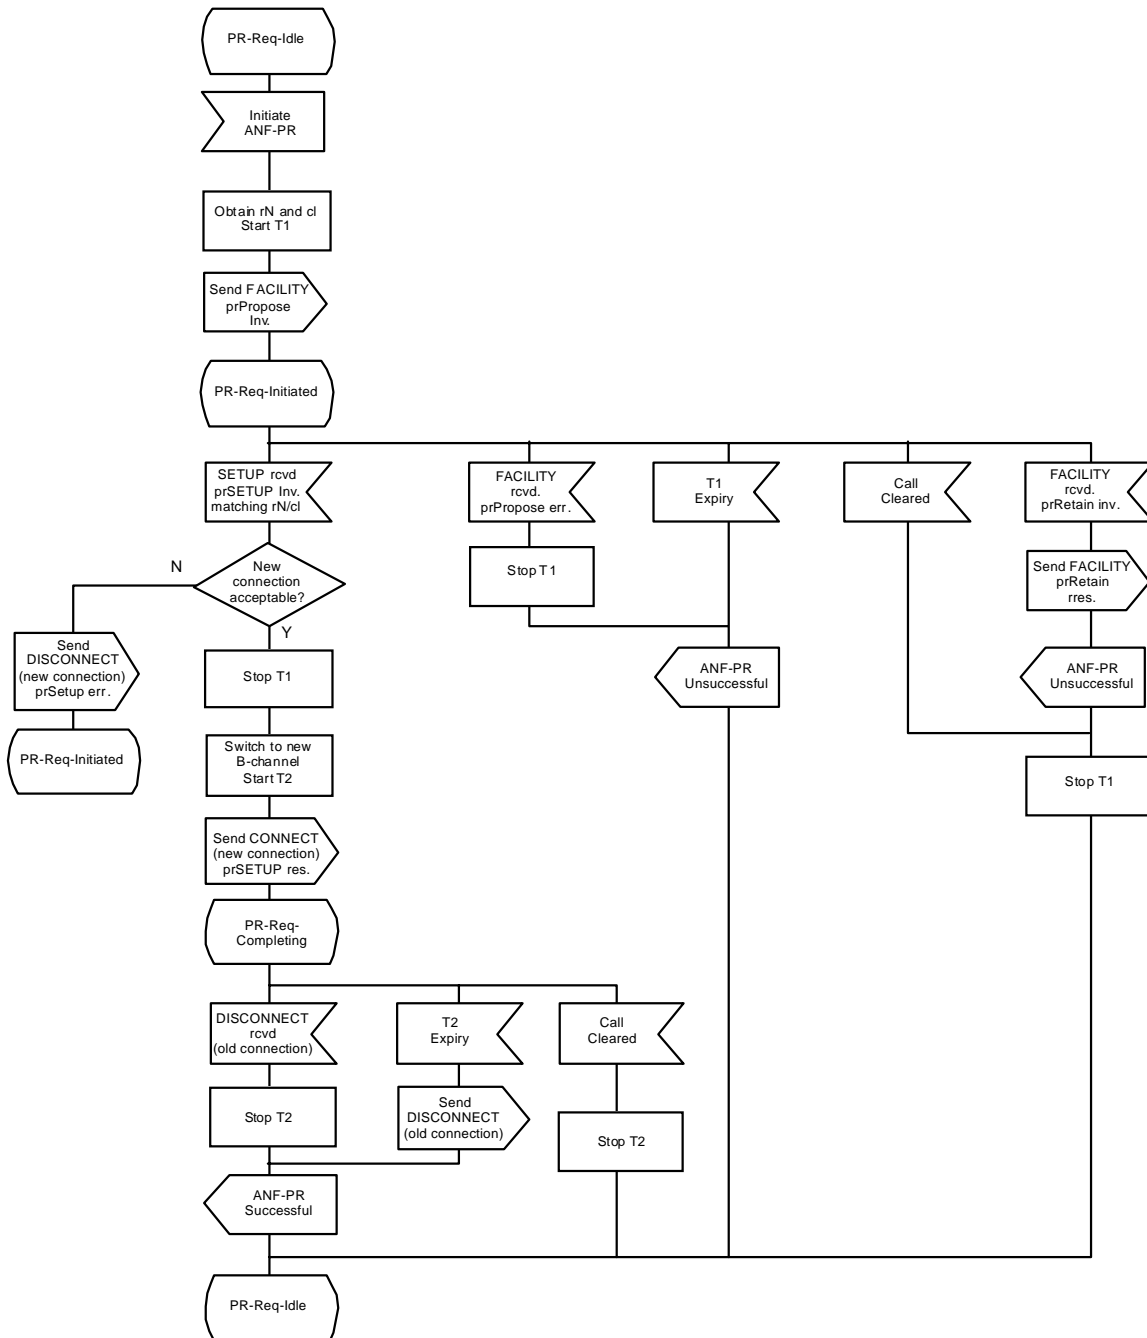 PR-Req-Idle
Initiate
ANF-PR
Obtain rN and cl
Start T1
Send FACILITY
prPropose
Inv.
PR-Req-Initiated
SETUP rcvd
prSETUP Inv.
matching rN/cl
FACILITY
rcvd.
prPropose err.
T1
Expiry
Call
Cleared
FACILITY
rcvd.
prRetain inv.
N
New
connection
acceptable?
Y
Stop T1
Send FACILITY
prRetain
rres.
Send
DISCONNECT
(new connection)
prSetup err.
Stop T1
ANF-PR
Unsuccessful
ANF-PR
Unsuccessful
PR-Req-Initiated
Switch to new
B-channel
Start T2
Stop T1
Send CONNECT
(new connection)
prSETUP res.
PR-Req-
Completing
DISCONNECT
rcvd
(old connection)
T2
Expiry
Call
Cleared
Stop T2
Send
DISCONNECT
(old connection)
Stop T2
ANF-PR
Successful
PR-Req-Idle